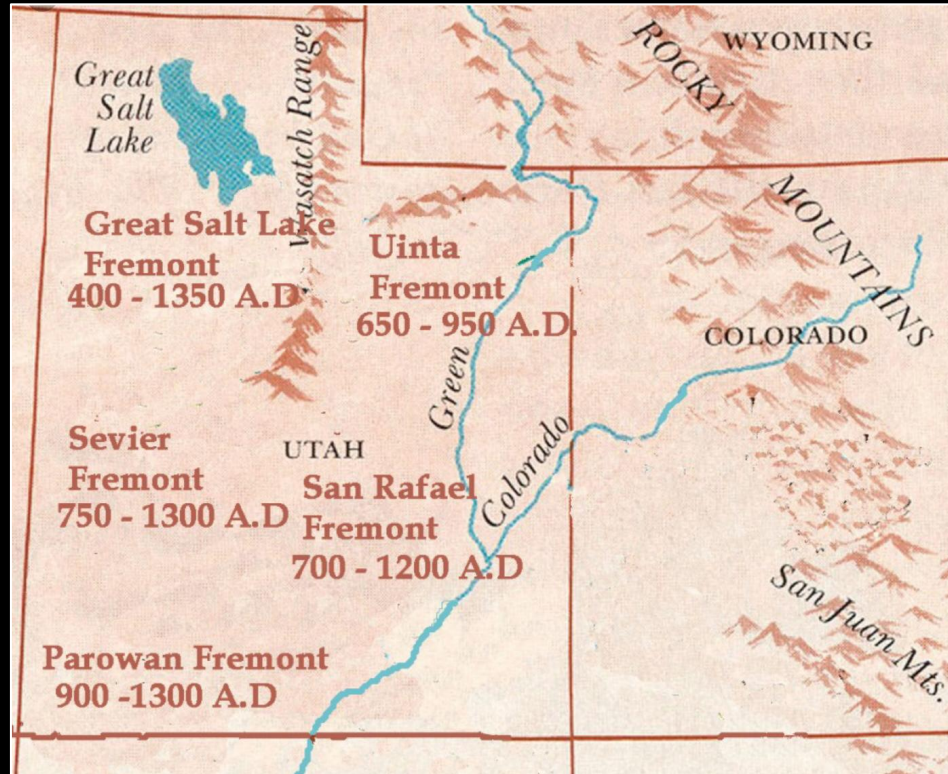 Great
Salt
Lake
Wasatch Range
ROCKY
WYOMING
MOUNTAINS
Great Salt Lake
Fremont
400 - 1350 A.D
Uinta
Fremont
650 - 950 A.D.
COLORADO
Green
Colorado
Sevier
Fremont
750 - 1300 A.D
UTAH
San Rafael
Fremont
700 - 1200 A.D
San Juan Mts.
Parowan Fremont
900 -1300 A.D